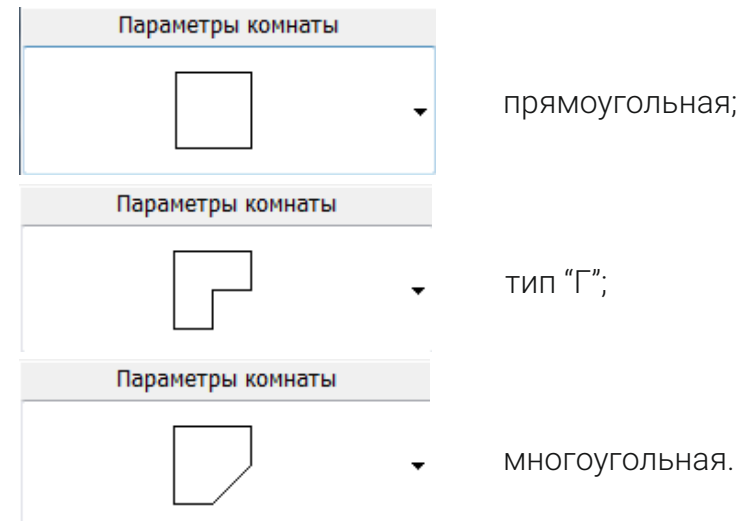 Параметры комнаты
прямоугольная;
Параметры комнаты
тип “Г”;
Параметры комнаты
многоугольная.